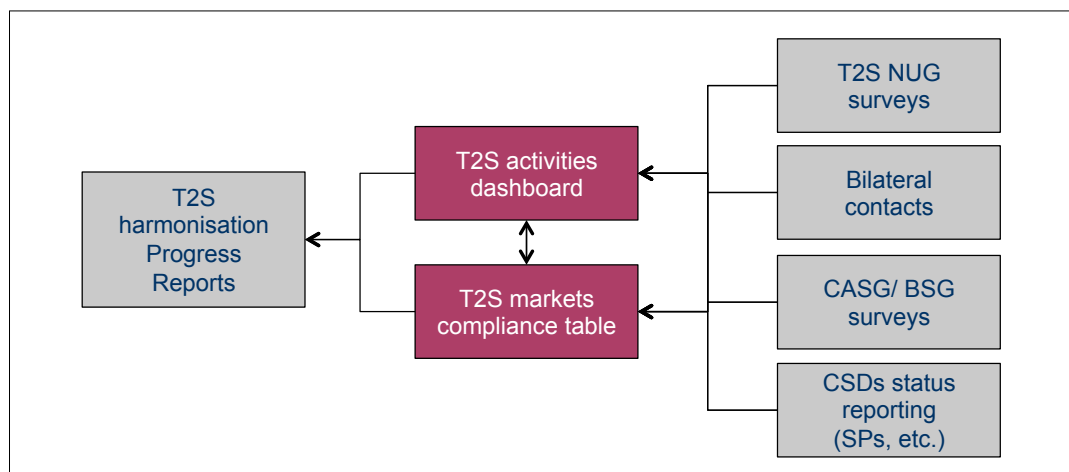 T2S
harmonisation
Progress
Reports
T2S activities
dashboard
T2S markets
compliance table
T2S NUG
surveys
Bilateral
contacts
CASG/ BSG
surveys
CSDs status
reporting
(SPs, etc.)